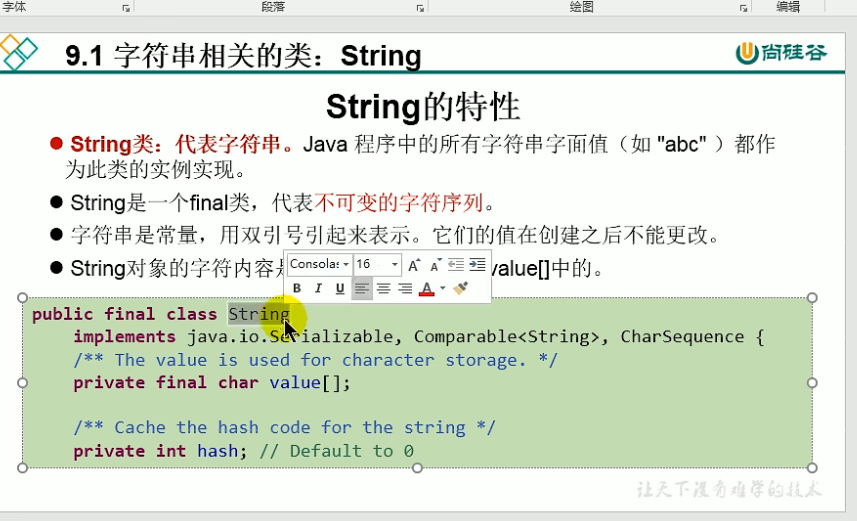 字体 段落 绘图 编辑
9.1 字符串相关的类：String 尚硅谷
String的特性
● String类：代表字符串。Java 程序中的所有字符串字面值（如 "abc" ）都作
为此类的实例实现。
● String是一个final类，代表不可变的字符序列。
● 字符串是常量，用双引号引起来表示。它们的值在创建之后不能更改。
● String对象的字符内容 value[]中的。
Consolas 16 A A
B I U A
public final class String
implements java.io.Serializable, Comparable<String>, CharSequence {
/** The value is used for character storage. */
private final char value[];
/** Cache the hash code for the string */
private int hash; // Default to 0
让天下没有难学的技术